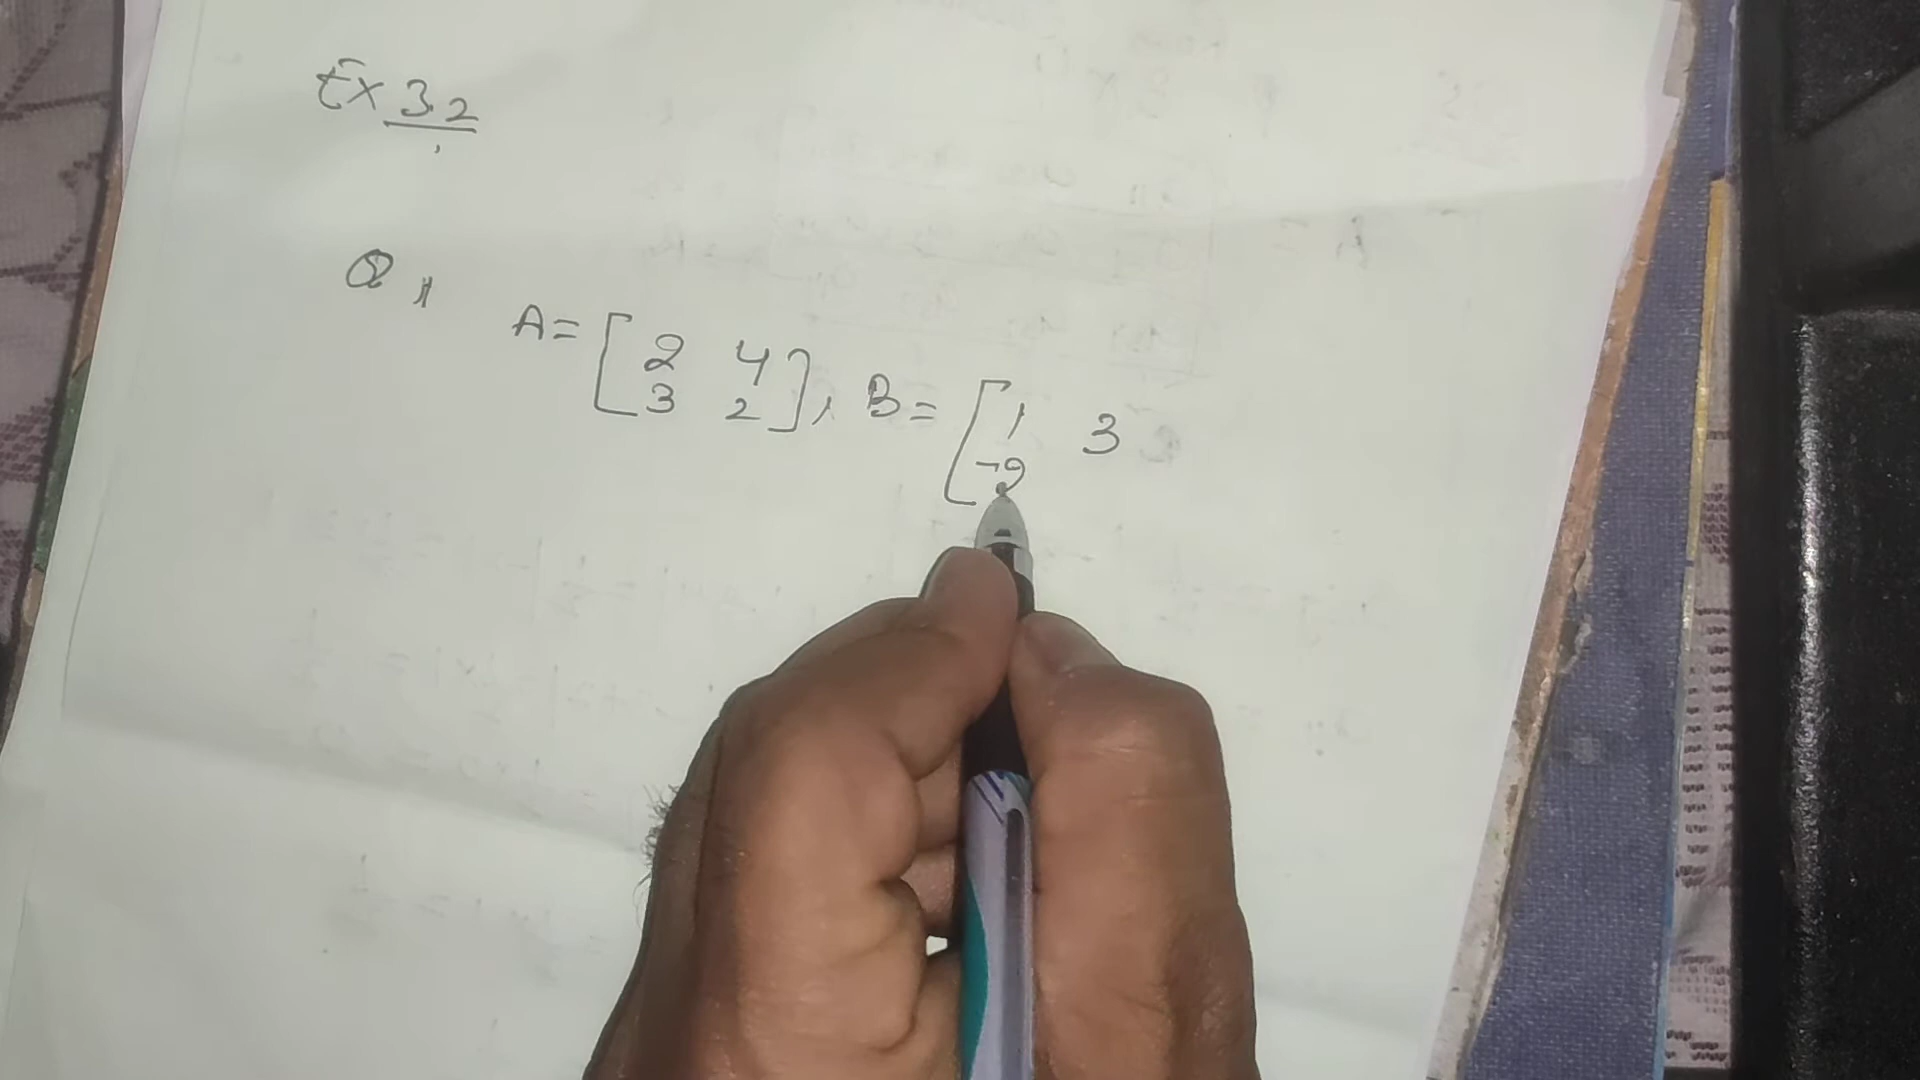 Ex 3.2
Q 1
A = [ 2 4
3 2 ], B = [ 1 3
-2